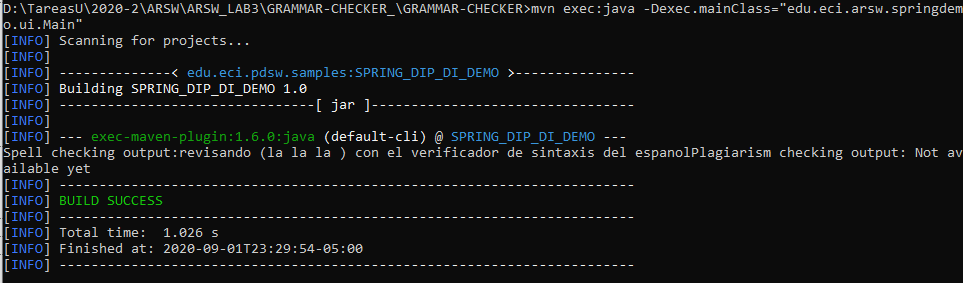 D:\TareasU\2020-2\ARSW\ARSW_LAB3\GRAMMAR-CHECKER_\GRAMMAR-CHECKER>mvn exec:java -Dexec.mainClass="edu.eci.arsw.springdem
o.ui.Main"
[INFO] Scanning for projects...
[INFO]
[INFO] --------------< edu.eci.pdsw.samples:SPRING_DIP_DI_DEMO >---------------
[INFO] Building SPRING_DIP_DI_DEMO 1.0
[INFO] --------------------------------[ jar ]---------------------------------
[INFO]
[INFO] --- exec-maven-plugin:1.6.0:java (default-cli) @ SPRING_DIP_DI_DEMO ---
Spell checking output:revisando (la la la ) con el verificador de sintaxis del espanolPlagiarism checking output: Not av
ailable yet
[INFO] ------------------------------------------------------------------------
[INFO] BUILD SUCCESS
[INFO] ------------------------------------------------------------------------
[INFO] Total time:  1.026 s
[INFO] Finished at: 2020-09-01T23:29:54-05:00
[INFO] ------------------------------------------------------------------------